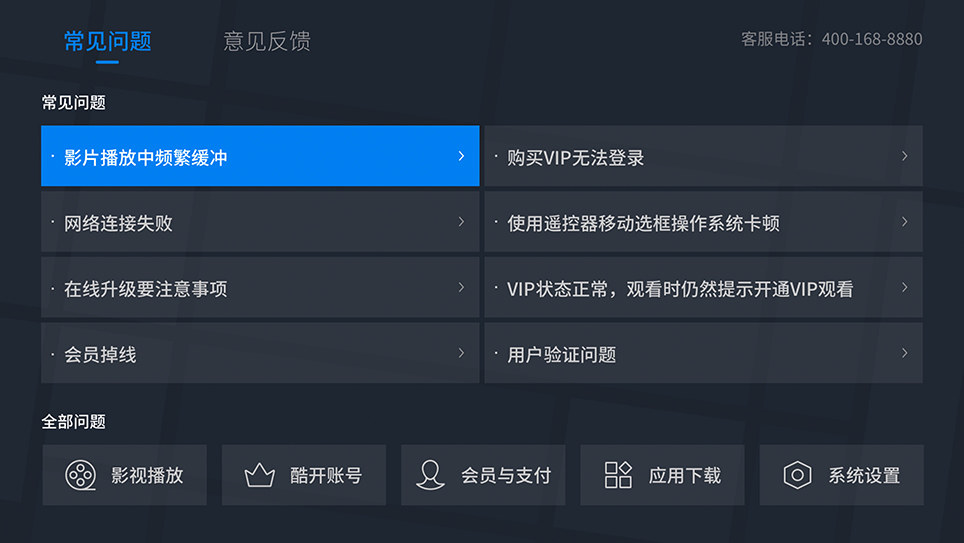 常见问题 意见反馈 客服电话：400-168-8880
常见问题
· 影片播放中频繁缓冲
· 购买VIP无法登录
· 网络连接失败
· 使用遥控器移动选框操作系统卡顿
· 在线升级要注意事项
· VIP状态正常，观看时仍然提示开通VIP观看
· 会员掉线
· 用户验证问题
全部问题
影视播放
酷开账号
会员与支付
应用下载
系统设置